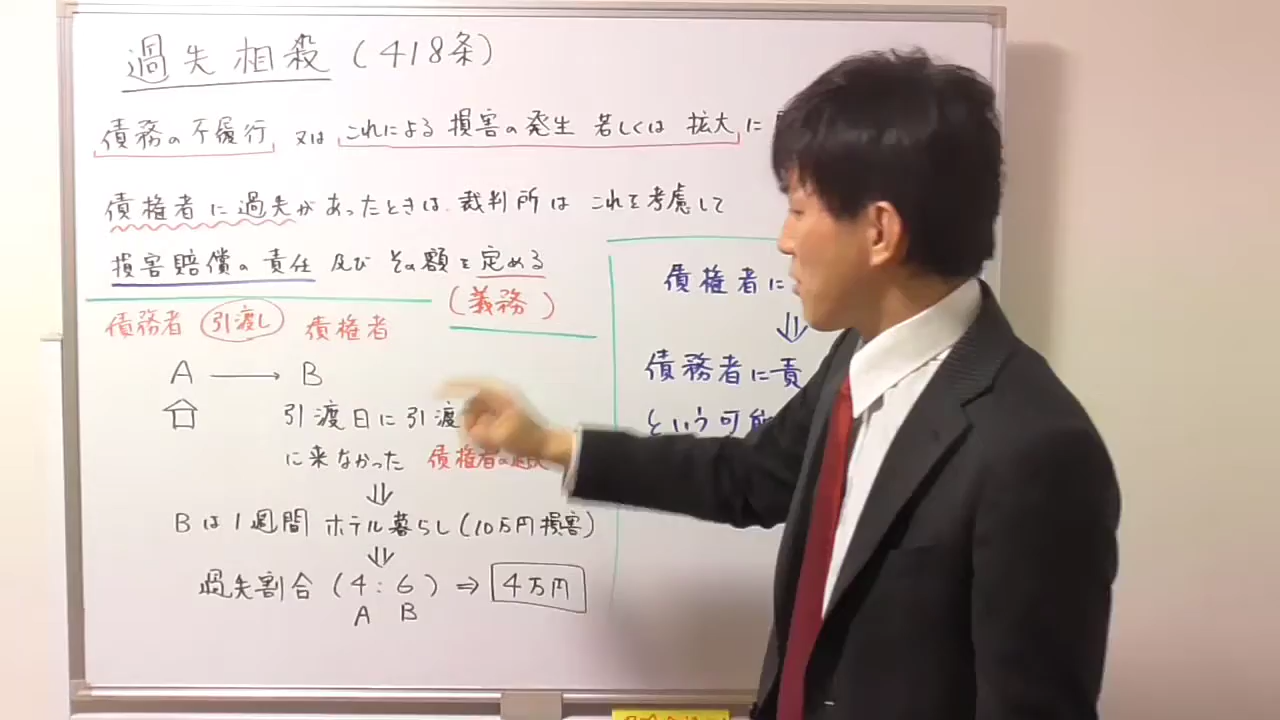 過失相殺 (418条)
債務の不履行 又は これによる 損害の発生 若しくは 拡大 に
債権者に過失があったときは、裁判所は これを考慮して
損害賠償の責任 及び その額を定める
(義務)
債務者 引渡し 債権者
A → B
引渡日に引渡
に来なかった 債権者の過失
⇓
Bは1週間 ホテル暮らし(10万円損害)
⇓
過失割合 (4:6) ⇒ 4万円
A B
債権者に
⇓
債務者に責
という可能